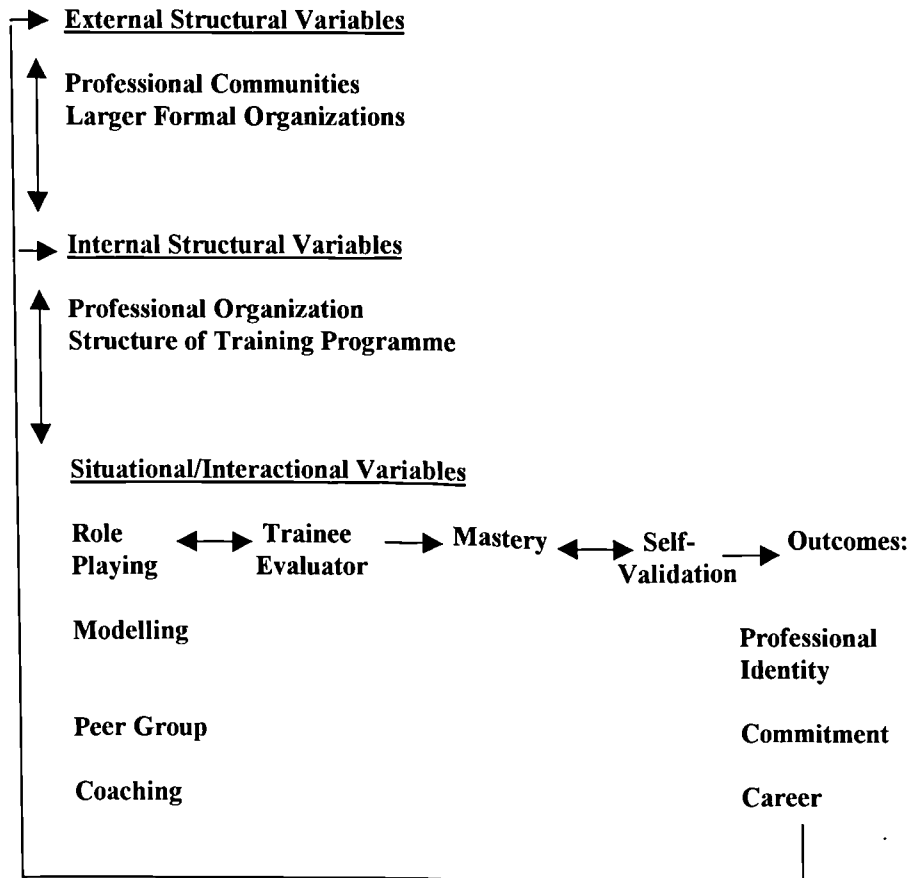 External Structural Variables
Professional Communities
Larger Formal Organizations
Internal Structural Variables
Professional Organization
Structure of Training Programme
Situational/Interactional Variables
Role Playing
Trainee Evaluator
Mastery
Self-Validation
Outcomes:
Modelling
Professional Identity
Peer Group
Commitment
Coaching
Career